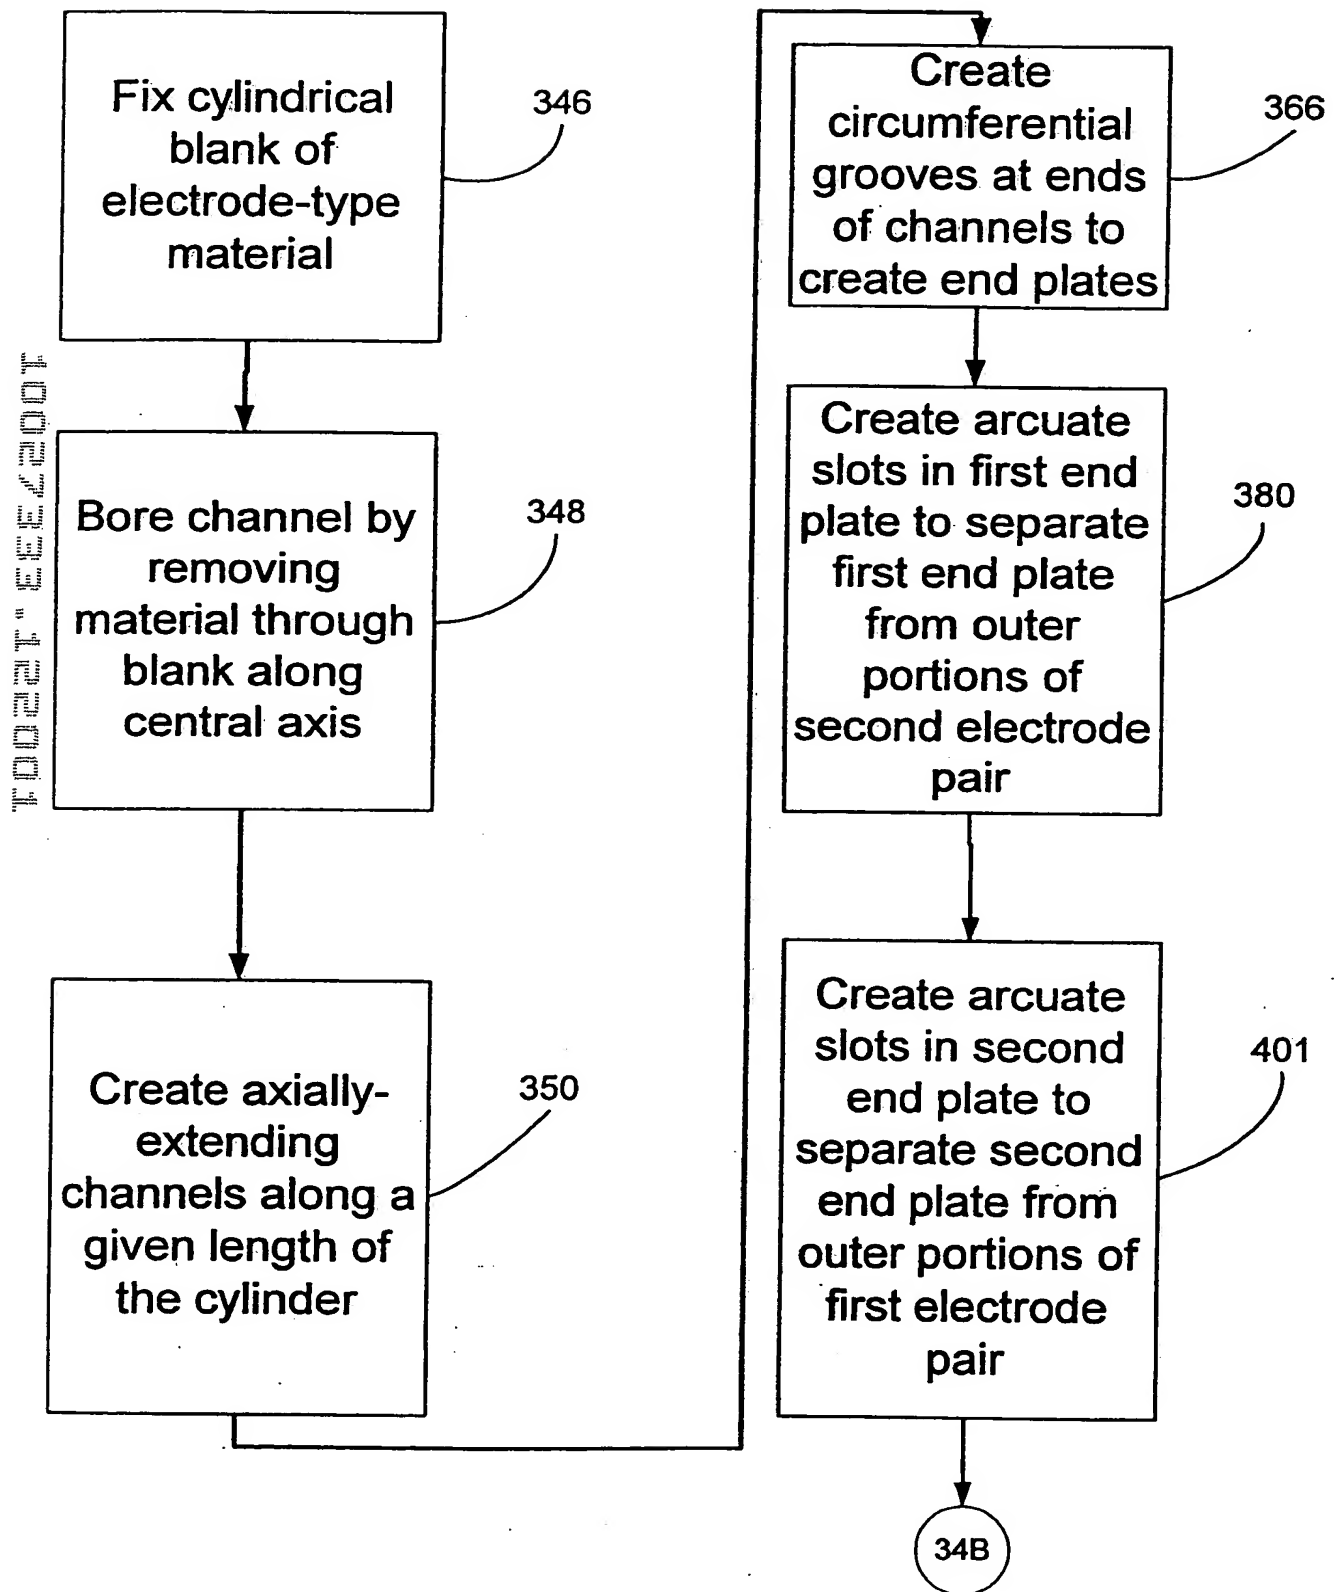 Fix cylindrical
blank of
electrode-type
material
346
Bore channel by
removing
material through
blank along
central axis
348
Create axially-
extending
channels along a
given length of
the cylinder
350
Create
circumferential
grooves at ends
of channels to
create end plates
366
Create arcuate
slots in first end
plate to separate
first end plate
from outer
portions of
second electrode
pair
380
Create arcuate
slots in second
end plate to
separate second
end plate from
outer portions of
first electrode
pair
401
34B
10027333.122001